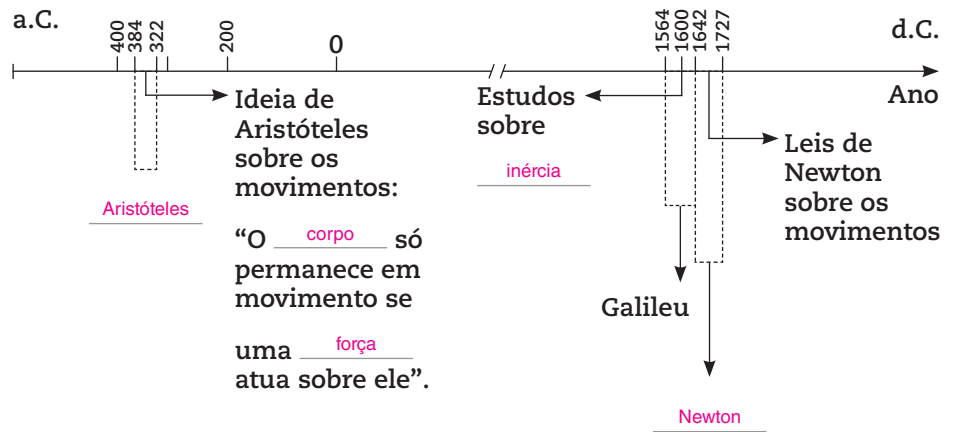 a.C.
400
384
322
200
0
1564
1600
1642
1727
d.C.
Ano
Ideia de
Aristóteles
sobre os
movimentos:
"O corpo só
permanece em
movimento se
uma força
atua sobre ele".
Aristóteles
Estudos
sobre
inércia
Galileu
Leis de
Newton
sobre os
movimentos
Newton